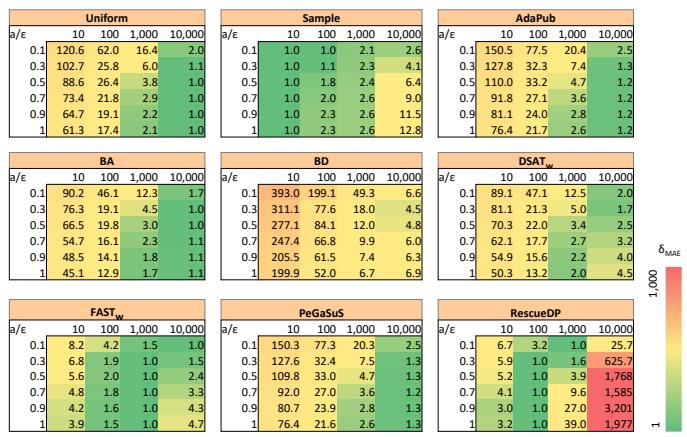 Uniform
a/ε 10 100 1,000 10,000
0.1 120.6 62.0 16.4 2.0
0.3 102.7 25.8 6.0 1.1
0.5 88.6 26.4 3.8 1.0
0.7 73.4 21.8 2.9 1.0
0.9 64.7 19.1 2.2 1.0
1 61.3 17.4 2.1 1.0
Sample
a/ε 10 100 1,000 10,000
0.1 1.0 1.0 2.1 2.6
0.3 1.0 1.1 2.3 4.1
0.5 1.0 1.8 2.4 6.4
0.7 1.0 2.0 2.6 9.0
0.9 1.0 2.3 2.6 11.5
1 1.0 2.3 2.6 12.8
AdaPub
a/ε 10 100 1,000 10,000
0.1 150.5 77.5 20.4 2.5
0.3 127.8 32.3 7.4 1.3
0.5 110.0 33.2 4.7 1.2
0.7 91.8 27.1 3.6 1.2
0.9 81.1 24.0 2.8 1.2
1 76.4 21.7 2.6 1.2
BA
a/ε 10 100 1,000 10,000
0.1 90.2 46.1 12.3 1.7
0.3 76.3 19.1 4.5 1.0
0.5 66.5 19.8 3.0 1.0
0.7 54.7 16.1 2.3 1.1
0.9 48.5 14.1 1.8 1.1
1 45.1 12.9 1.7 1.1
BD
a/ε 10 100 1,000 10,000
0.1 393.0 199.1 49.3 6.6
0.3 311.1 77.6 18.0 4.5
0.5 277.1 84.1 12.0 4.8
0.7 247.4 66.8 9.9 6.0
0.9 205.5 61.5 7.4 6.3
1 199.9 52.0 6.7 6.9
DSATw
a/ε 10 100 1,000 10,000
0.1 89.1 47.1 12.5 2.0
0.3 81.1 21.3 5.0 1.7
0.5 70.3 22.0 3.4 2.5
0.7 62.1 17.7 2.7 3.2
0.9 54.9 15.6 2.2 4.0
1 50.3 13.2 2.0 4.5
FASTw
a/ε 10 100 1,000 10,000
0.1 8.2 4.2 1.5 1.0
0.3 6.8 1.9 1.0 1.5
0.5 5.6 2.0 1.0 2.4
0.7 4.8 1.8 1.0 3.3
0.9 4.2 1.6 1.0 4.3
1 3.9 1.5 1.0 4.7
PeGaSuS
a/ε 10 100 1,000 10,000
0.1 150.3 77.3 20.3 2.5
0.3 127.6 32.4 7.5 1.3
0.5 109.8 33.0 4.7 1.3
0.7 92.0 27.0 3.6 1.2
0.9 80.7 23.9 2.8 1.3
1 76.4 21.6 2.6 1.3
RescueDP
a/ε 10 100 1,000 10,000
0.1 6.7 3.2 1.0 25.7
0.3 5.9 1.0 1.6 625.7
0.5 5.2 1.0 3.9 1,768
0.7 4.1 1.0 9.6 1,585
0.9 3.0 1.0 27.0 3,201
1 3.2 1.0 39.0 1,977
δMAE
1,000
1